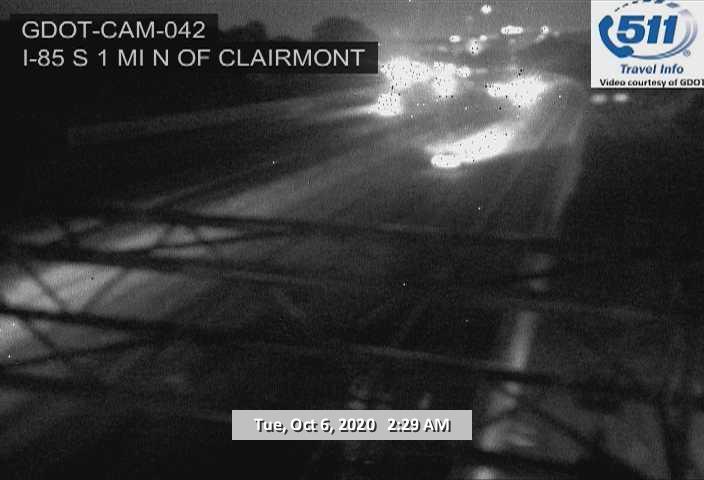 GDOT-CAM-042
I-85 S 1 MI N OF CLAIRMONT
511
Travel Info
Video courtesy of GDOT
Tue, Oct 6, 2020 2:29 AM